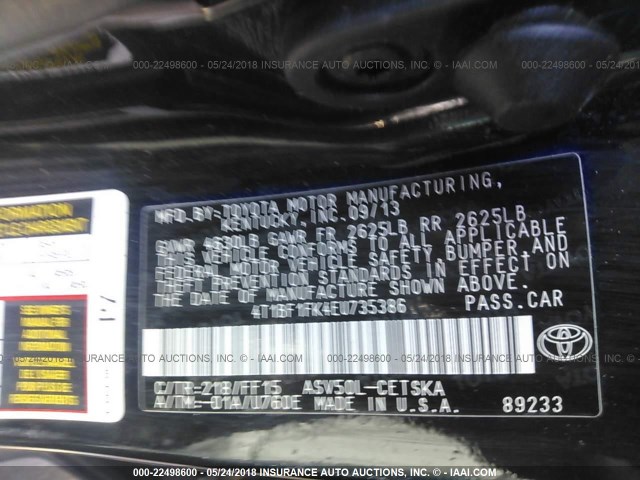 000-22498600 - 05/24/2018 INSURANCE AUTO AUCTIONS, INC. - © - IAAI.COM
MFD.BY:TOYOTA MOTOR MANUFACTURING,
KENTUCKY, INC. 09/13
GVWR 4630LB GAWR FR 2625LB RR 2625LB
THIS VEHICLE CONFORMS TO ALL APPLICABLE
FEDERAL MOTOR VEHICLE SAFETY, BUMPER, AND
THEFT PREVENTION STANDARDS IN EFFECT ON
THE DATE OF MANUFACTURE SHOWN ABOVE.
4T1BF1FK4EU735386 PASS.CAR
C/TR:218/FF15 ASV50L-CETSKA
A/TM:-01A/U760E MADE IN U.S.A. 89233
TOYOTA
000-22498600 - 05/24/2018 INSURANCE AUTO AUCTIONS, INC. - © - IAAI.COM